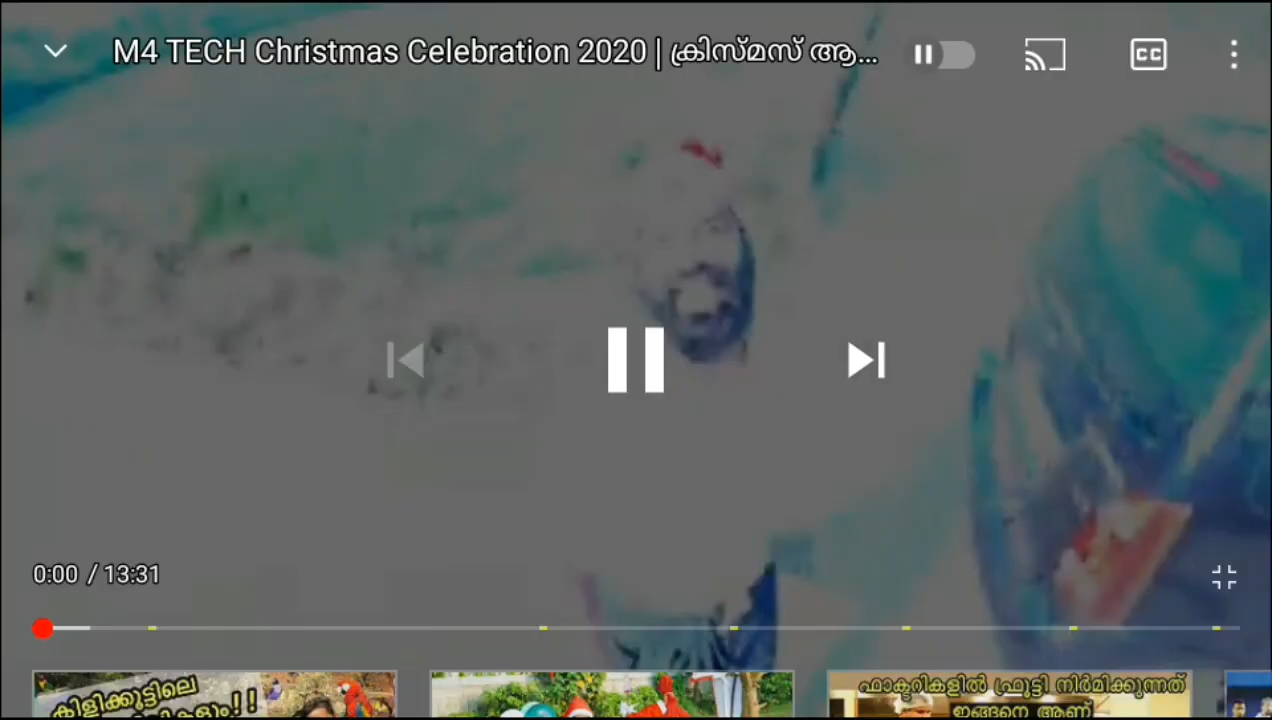 M4 TECH Christmas Celebration 2020 | ക്രിസ്മസ് ആ...
CC
0:00 / 13:31
കിളിക്കൂട്ടിലെ
ഫാക്ടറികളിൽ ഫ്രൂട്ടി നിർമിക്കുന്നത്
ഇങ്ങനെ ആണ്